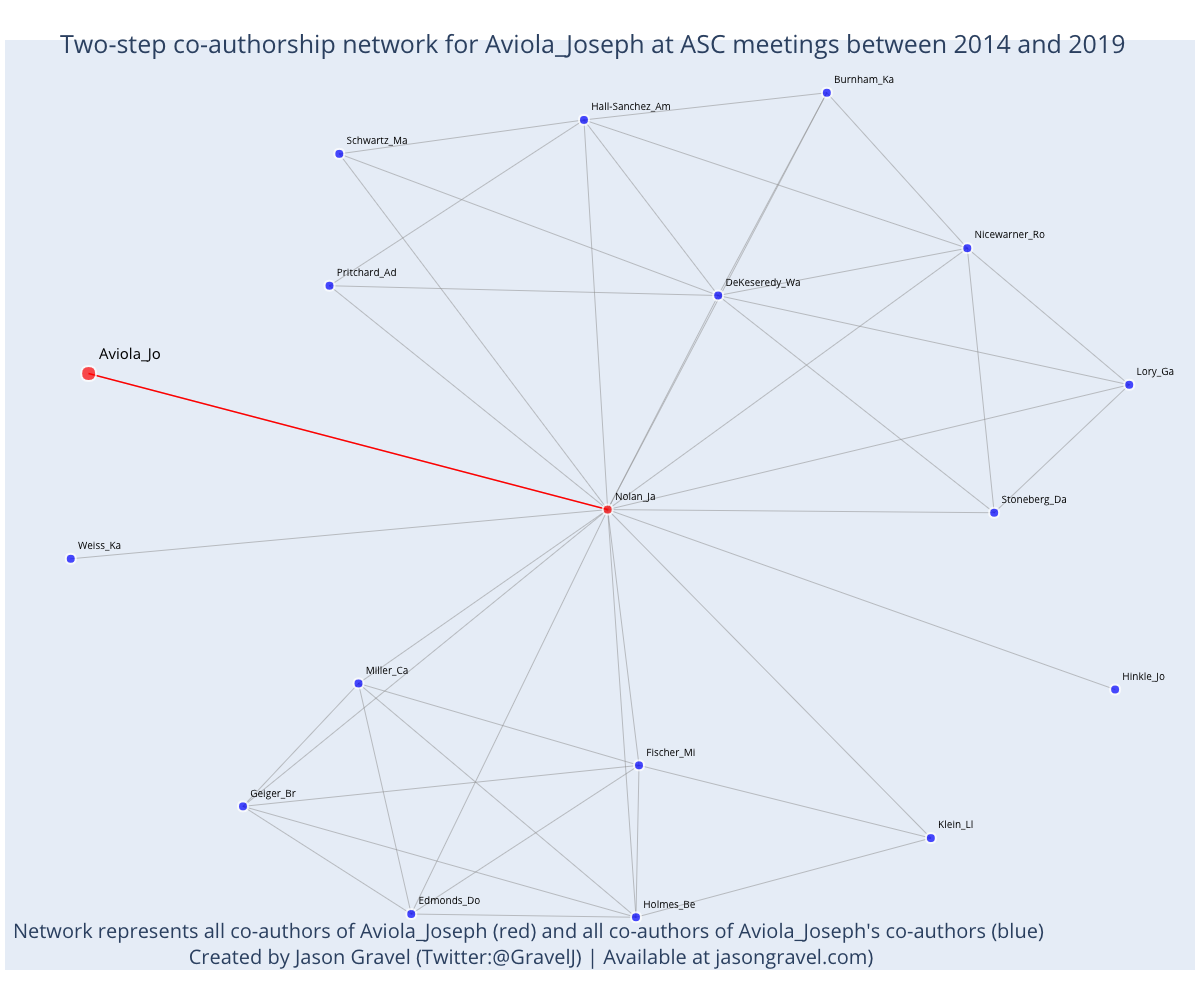 Two-step co-authorship network for Aviola_Joseph at ASC meetings between 2014 and 2019
Burnham_Ka
Hall-Sanchez_Am
Schwartz_Ma
Nicewarner_Ro
Pritchard_Ad
DeKeseredy_Wa
Aviola_Jo
Lory_Ga
Nolan_Ja
Stoneberg_Da
Weiss_Ka
Miller_Ca
Hinkle_Jo
Fischer_Mi
Geiger_Br
Klein_Ll
Edmonds_Do
Holmes_Be
Network represents all co-authors of Aviola_Joseph (red) and all co-authors of Aviola_Joseph's co-authors (blue)
Created by Jason Gravel (Twitter:@GravelJ) | Available at jasongravel.com)